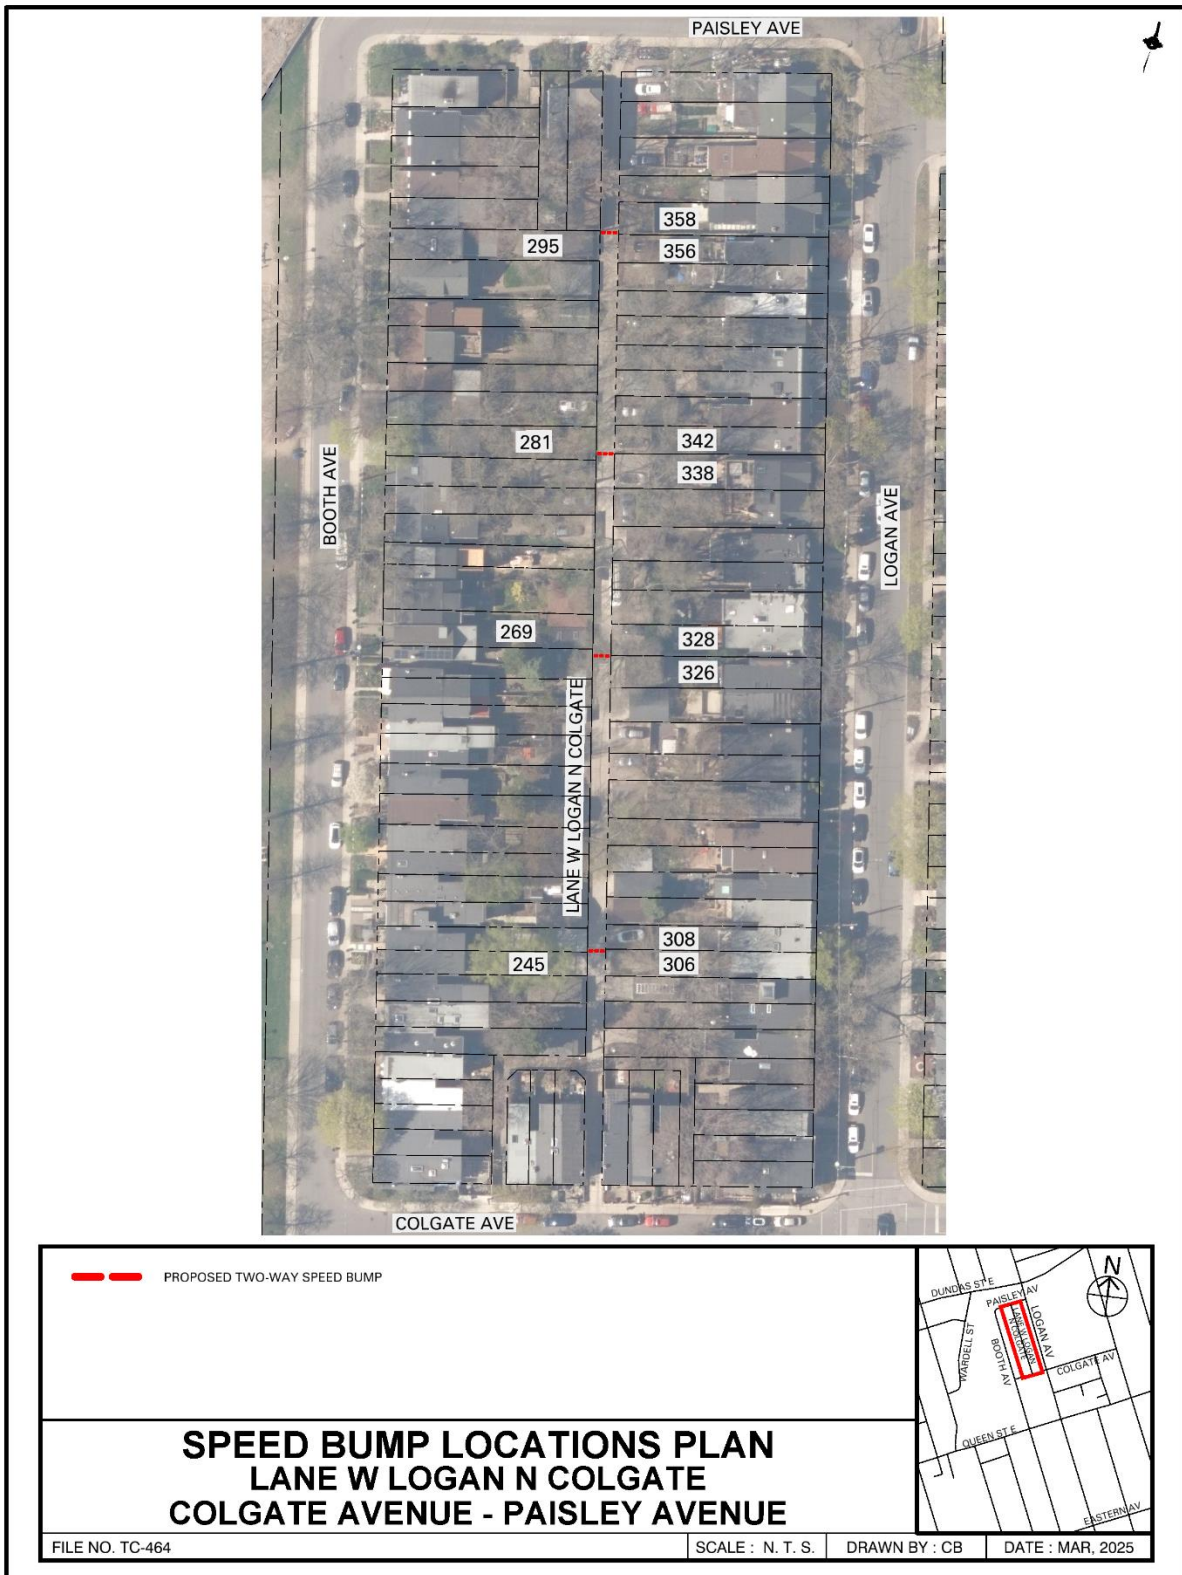 PAISLEY AVE
358
295
356
281
342
338
BOOTH AVE
LOGAN AVE
269
328
326
LANE W LOGAN N COLGATE
308
245
306
COLGATE AVE
PROPOSED TWO-WAY SPEED BUMP
N
DUNDAS ST E
PAISLEY AV
LANE W LOGAN
N COLGATE
LOGAN AV
WARDELL ST
BOOTH AV
COLGATE AV
QUEEN ST E
EASTERN AV
SPEED BUMP LOCATIONS PLAN
LANE W LOGAN N COLGATE
COLGATE AVENUE - PAISLEY AVENUE
FILE NO. TC-464
SCALE : N. T. S.
DRAWN BY : CB
DATE : MAR, 2025